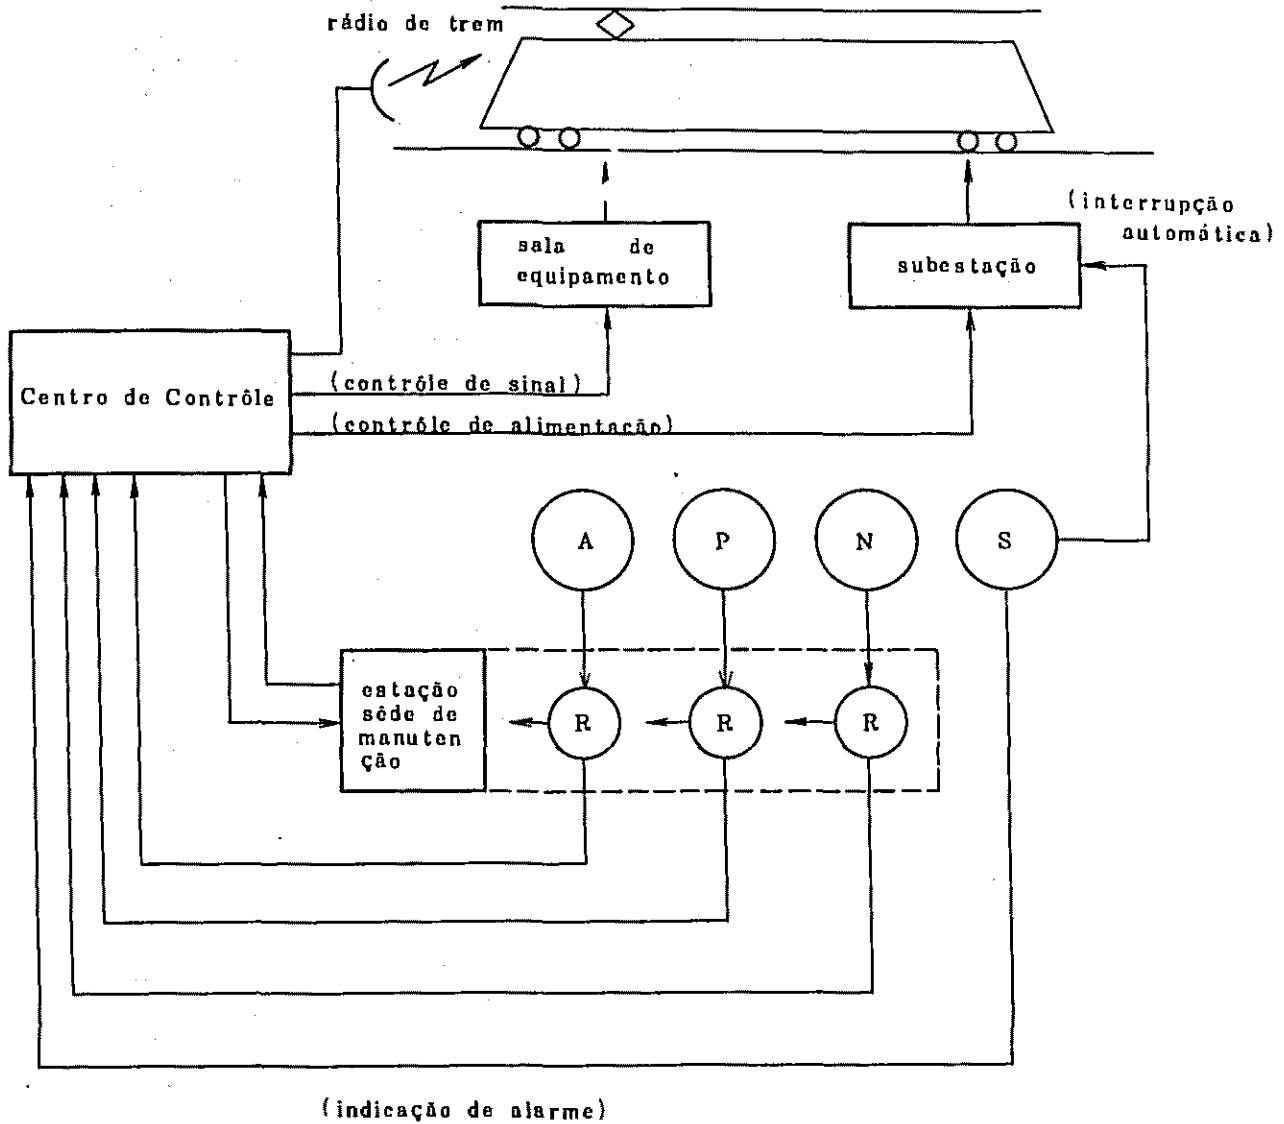 rádio de trem
(interrupção
automática)
sala de
equipamento
subestação
Centro de Contrôle
(contrôle de sinal)
(contrôle de alimentação)
A
P
N
S
estação
séde de
manuten
ção
R
R
R
(indicação de alarme)